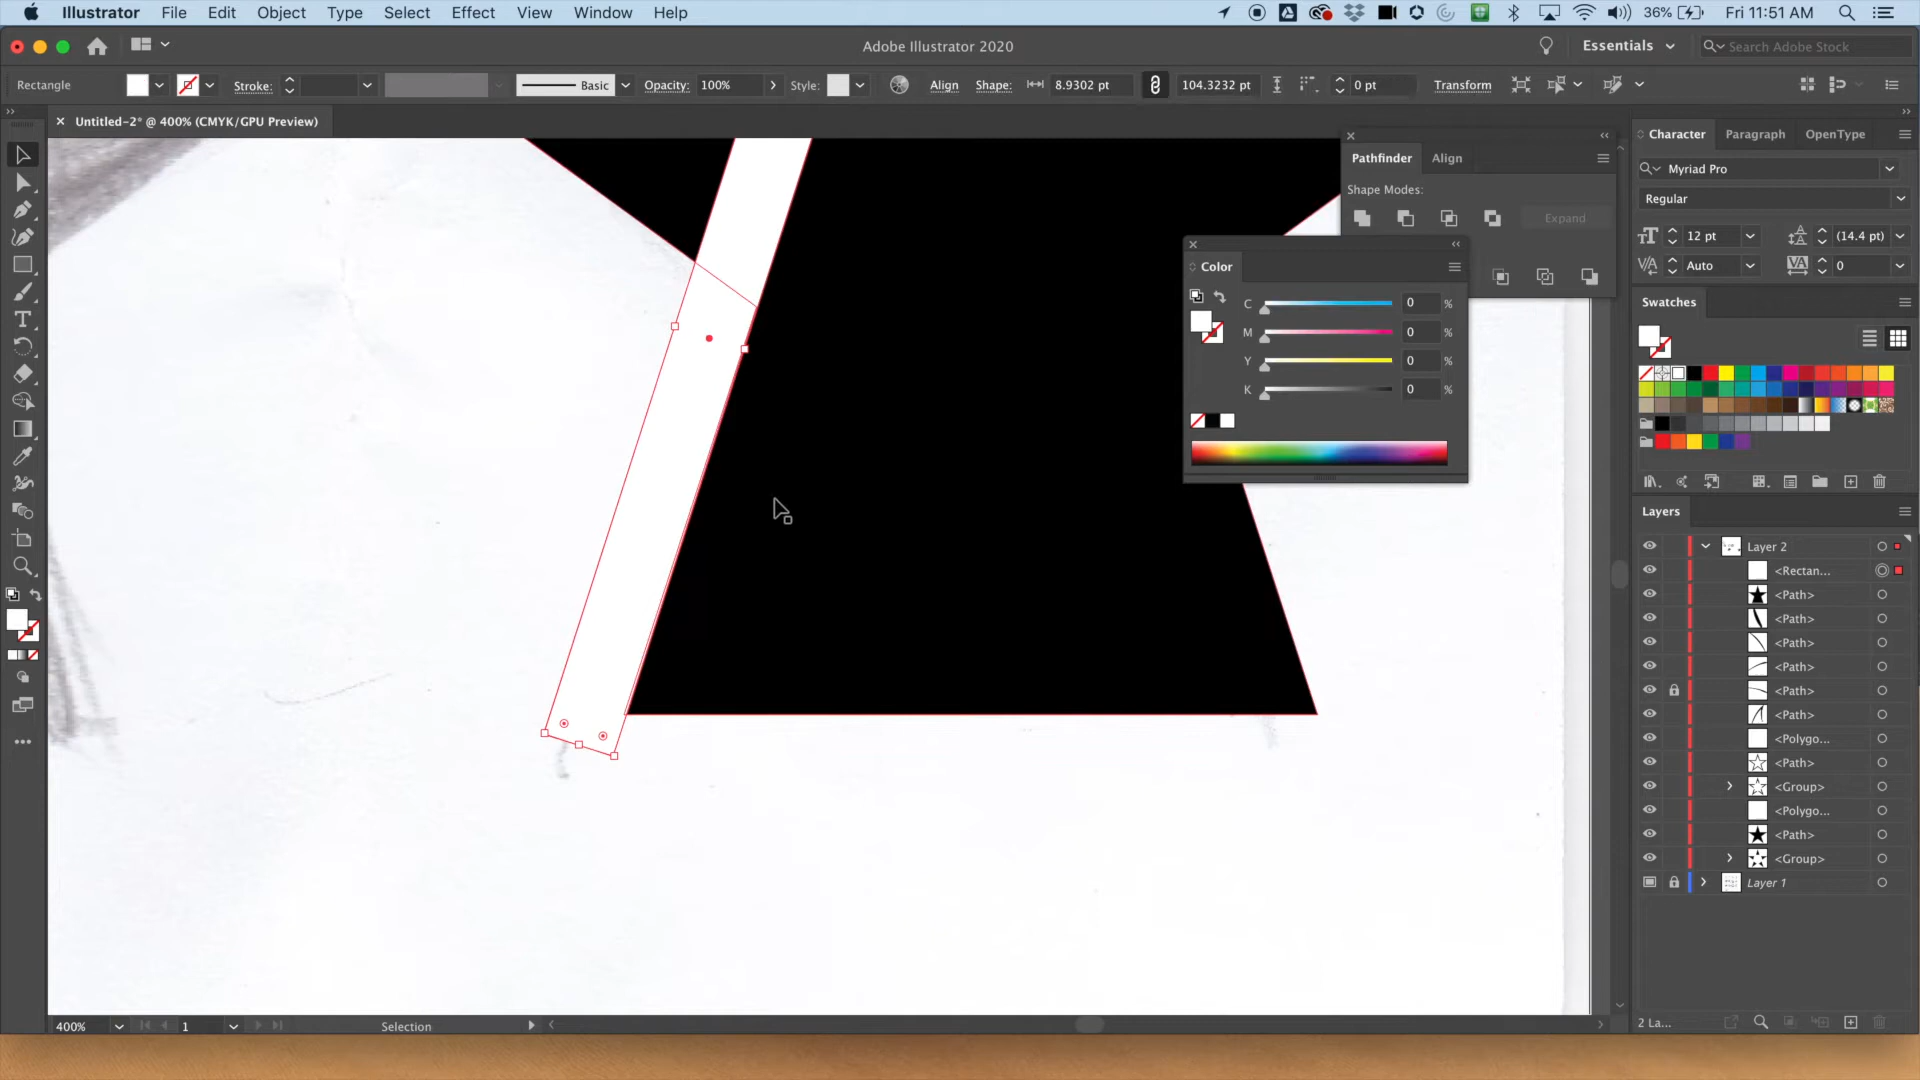 Illustrator File Edit Object Type Select Effect View Window Help 36% Fri 11:51 AM
Adobe Illustrator 2020 Essentials Search Adobe Stock
Rectangle Stroke: Basic Opacity: 100% Style: Align Shape: 8.9302 pt 104.3232 pt 0 pt Transform
Untitled-2* @ 400% (CMYK/GPU Preview)
Character Paragraph OpenType
Pathfinder Align
Myriad Pro
Shape Modes:
Regular
Expand
12 pt (14.4 pt)
Auto 0
Color
C 0 %
M 0 %
Y 0 %
K 0 %
Swatches
Layers
Layer 2
<Rectan...
<Path>
<Path>
<Path>
<Path>
<Path>
<Path>
<Polygo...
<Path>
<Group>
<Polygo...
<Path>
<Group>
Layer 1
400% 1 Selection
2 La...